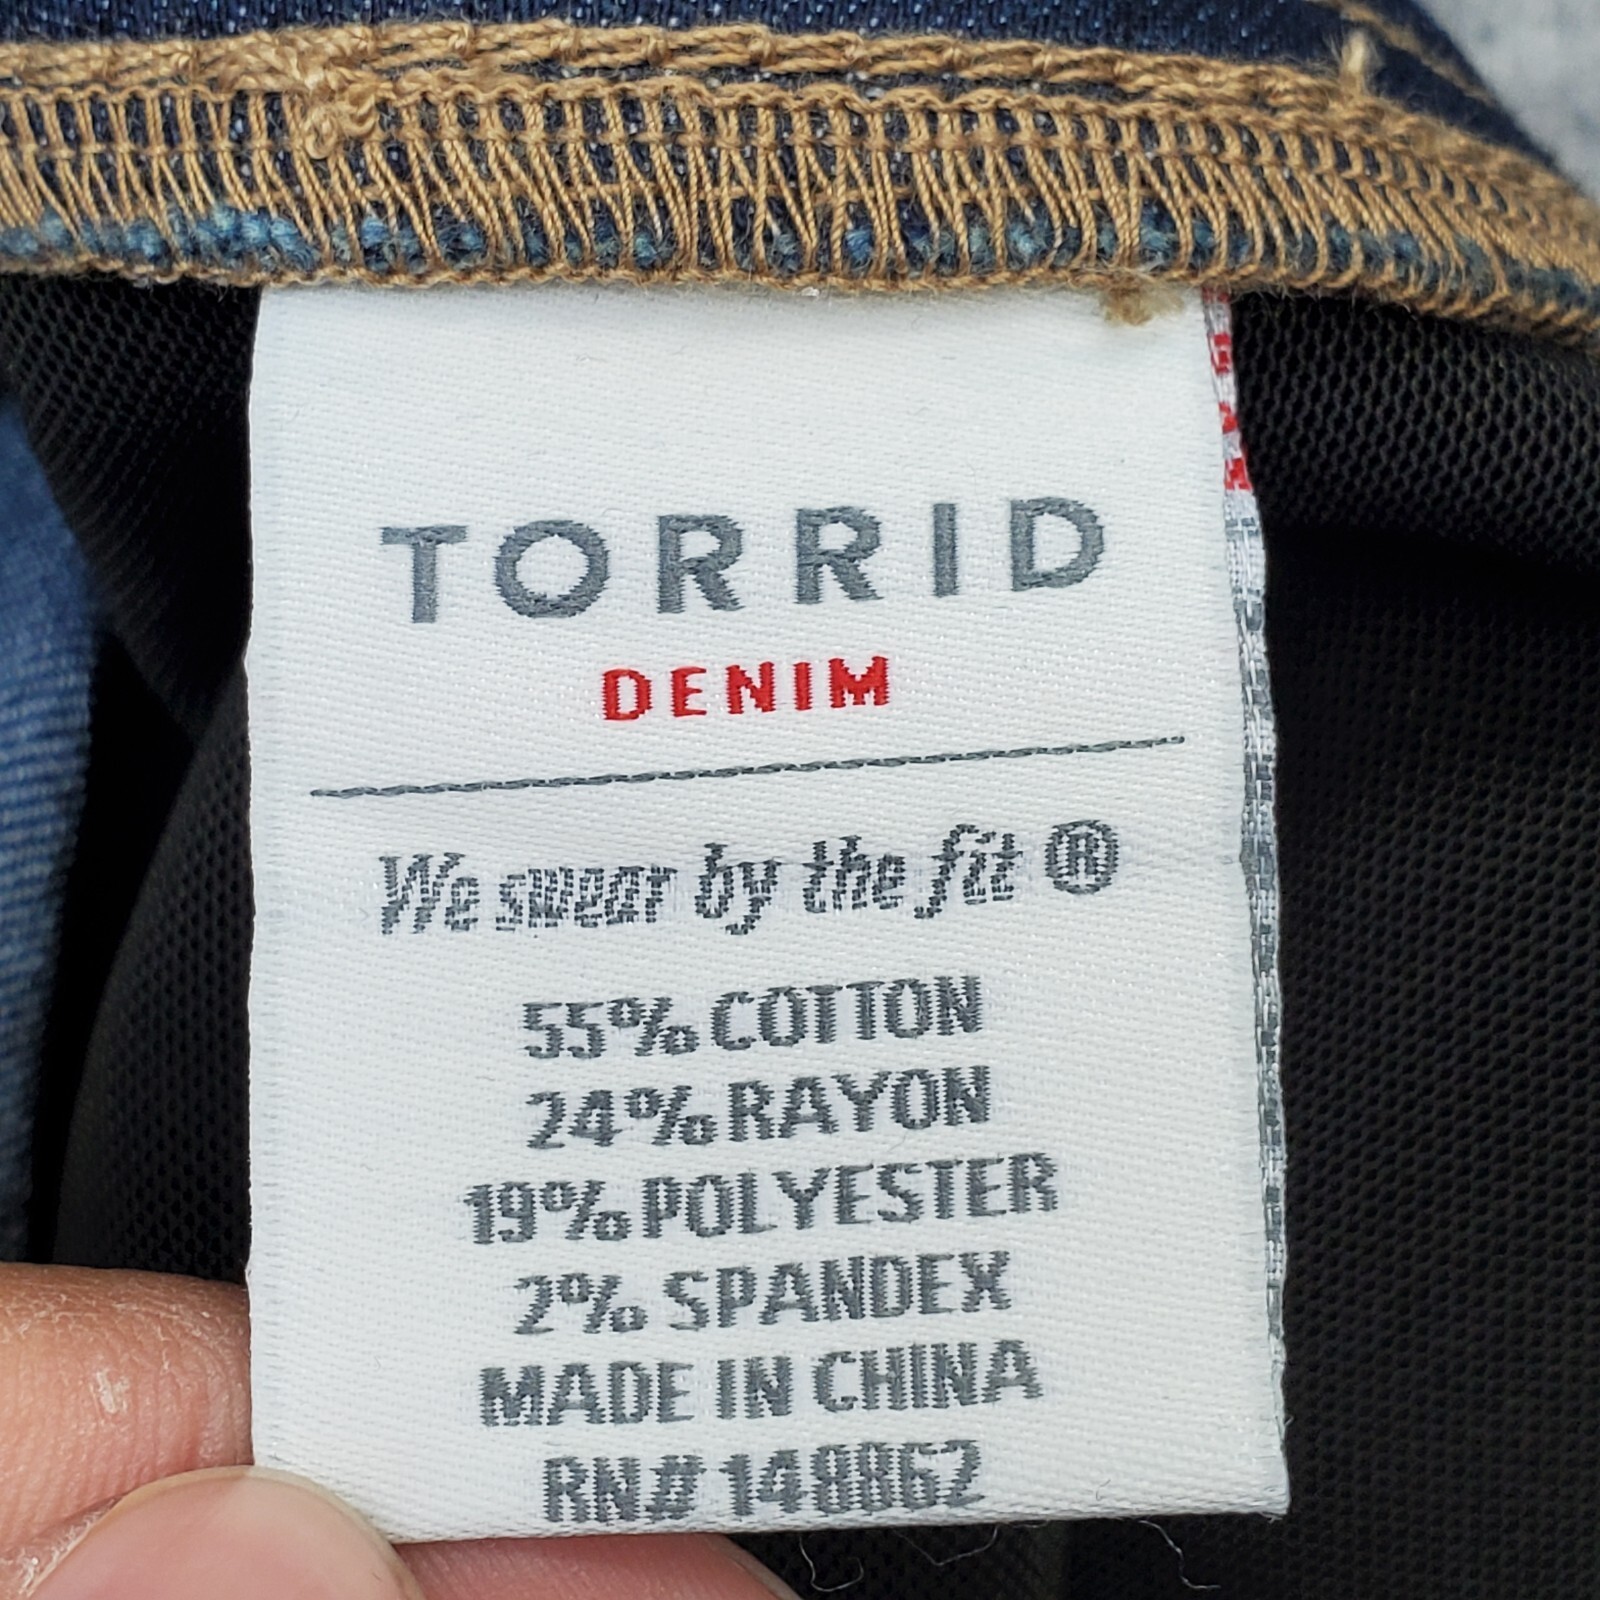 TORRID
DENIM
We swear by the fit ®
55% COTTON
24% RAYON
19% POLYESTER
2% SPANDEX
MADE IN CHINA
RN# 148862